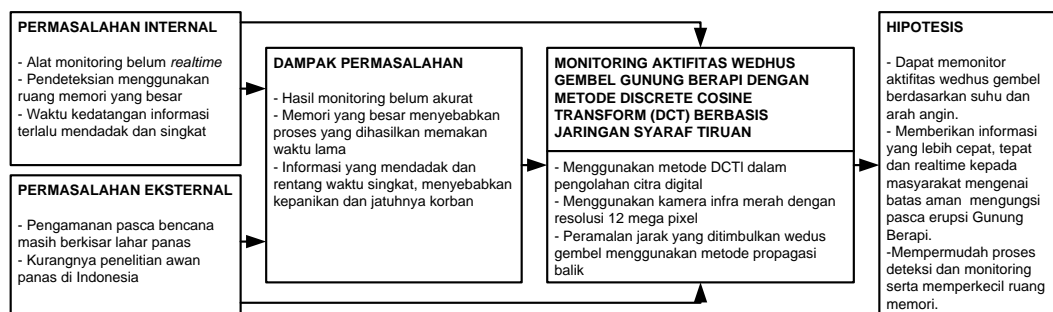 PERMASALAHAN INTERNAL
- Alat monitoring belum realtime
- Pendeteksian menggunakan
ruang memori yang besar
- Waktu kedatangan informasi
terlalu mendadak dan singkat
PERMASALAHAN EKSTERNAL
- Pengamanan pasca bencana
masih berkisar lahar panas
- Kurangnya penelitian awan
panas di Indonesia
DAMPAK PERMASALAHAN
- Hasil monitoring belum akurat
- Memori yang besar menyebabkan
proses yang dihasilkan memakan
waktu lama
- Informasi yang mendadak dan
rentang waktu singkat, menyebabkan
kepanikan dan jatuhnya korban
MONITORING AKTIFITAS WEDHUS
GEMBEL GUNUNG BERAPI DENGAN
METODE DISCRETE COSINE
TRANSFORM (DCT) BERBASIS
JARINGAN SYARAF TIRUAN
- Menggunakan metode DCTI dalam
pengolahan citra digital
- Menggunakan kamera infra merah dengan
resolusi 12 mega pixel
- Peramalan jarak yang ditimbulkan wedus
gembel menggunakan metode propagasi
balik
HIPOTESIS
- Dapat memonitor
aktifitas wedhus gembel
berdasarkan suhu dan
arah angin.
- Memberikan informasi
yang lebih cepat, tepat
dan realtime kepada
masyarakat mengenai
batas aman mengungsi
pasca erupsi Gunung
Berapi.
-Mempermudah proses
deteksi dan monitoring
serta memperkecil ruang
memori.